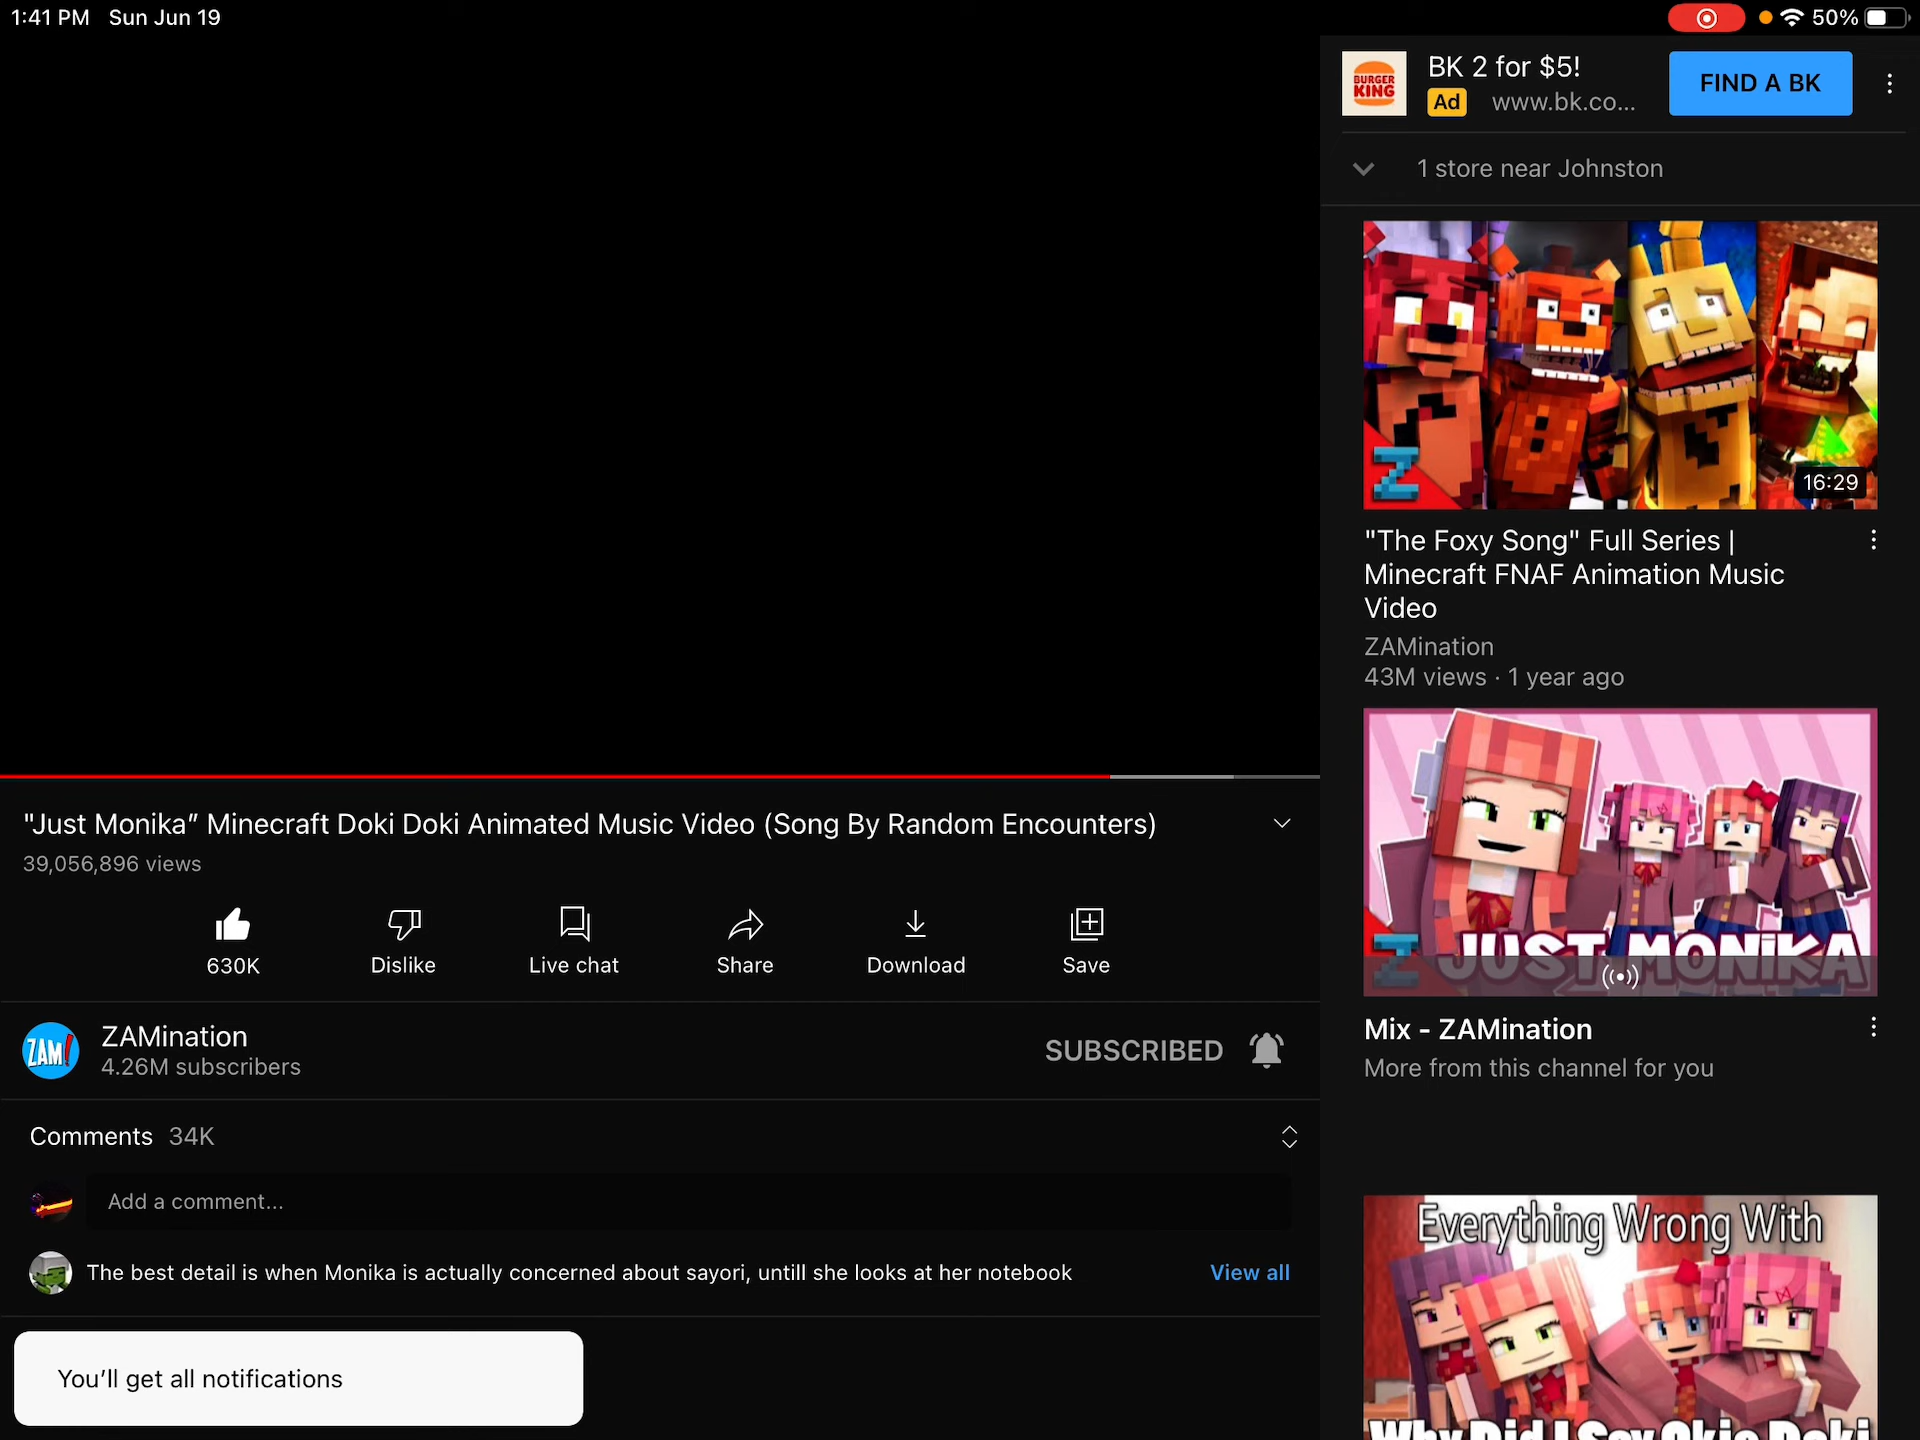 1:41 PM Sun Jun 19
50%
BURGER
KING
BK 2 for $5!
Ad www.bk.co...
FIND A BK
1 store near Johnston
Z
16:29
"The Foxy Song" Full Series |
Minecraft FNAF Animation Music
Video
ZAMination
43M views · 1 year ago
Z JUST MONiKA
Mix - ZAMination
More from this channel for you
Everything Wrong With
Why Did I Say Okie Doki
"Just Monika” Minecraft Doki Doki Animated Music Video (Song By Random Encounters)
39,056,896 views
630K Dislike Live chat Share Download Save
ZAM!
ZAMination
4.26M subscribers
SUBSCRIBED
Comments 34K
Add a comment...
The best detail is when Monika is actually concerned about sayori, untill she looks at her notebook
View all
You’ll get all notifications